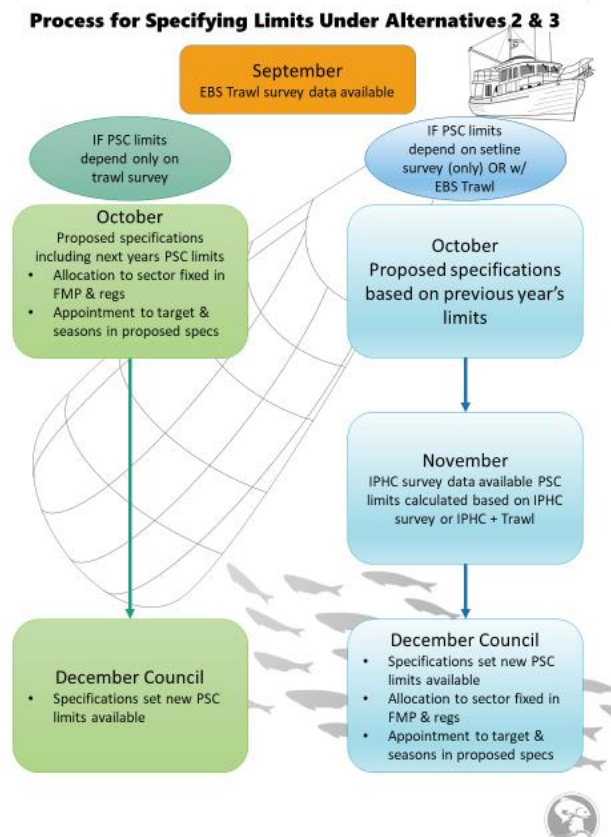 Process for Specifying Limits Under Alternatives 2 & 3
September
EBS Trawl survey data available
IF PSC limits
depend only on
trawl survey
IF PSC limits
depend on setline
survey (only) OR w/
EBS Trawl
October
Proposed specifications
including next years PSC limits
• Allocation to sector fixed in
FMP & regs
• Appointment to target &
seasons in proposed specs
October
Proposed specifications
based on previous year's
limits
November
IPHC survey data available PSC
limits calculated based on IPHC
survey or IPHC + Trawl
December Council
• Specifications set new PSC
limits available
December Council
• Specifications set new PSC
limits available
• Allocation to sector fixed in
FMP & regs
• Appointment to target &
seasons in proposed specs